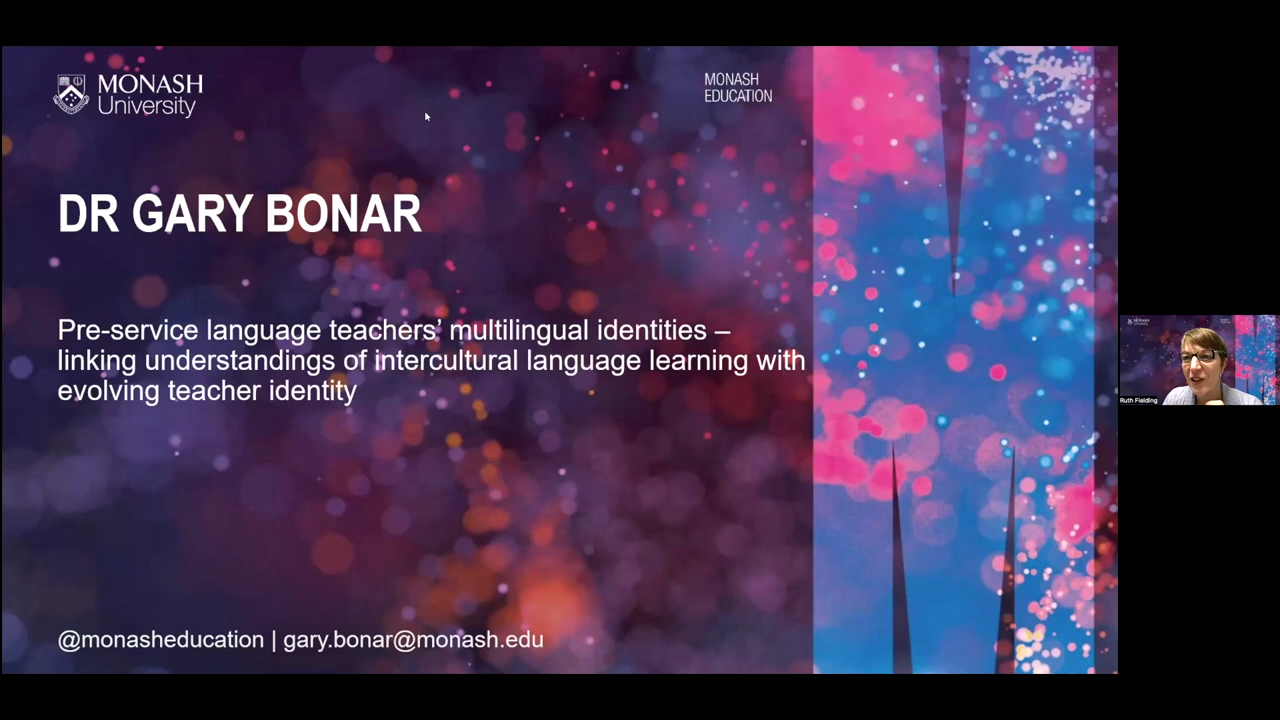 MONASH
University
MONASH
EDUCATION
DR GARY BONAR
Pre-service language teachers’ multilingual identities –
linking understandings of intercultural language learning with
evolving teacher identity
@monasheducation | gary.bonar@monash.edu
Ruth Fielding